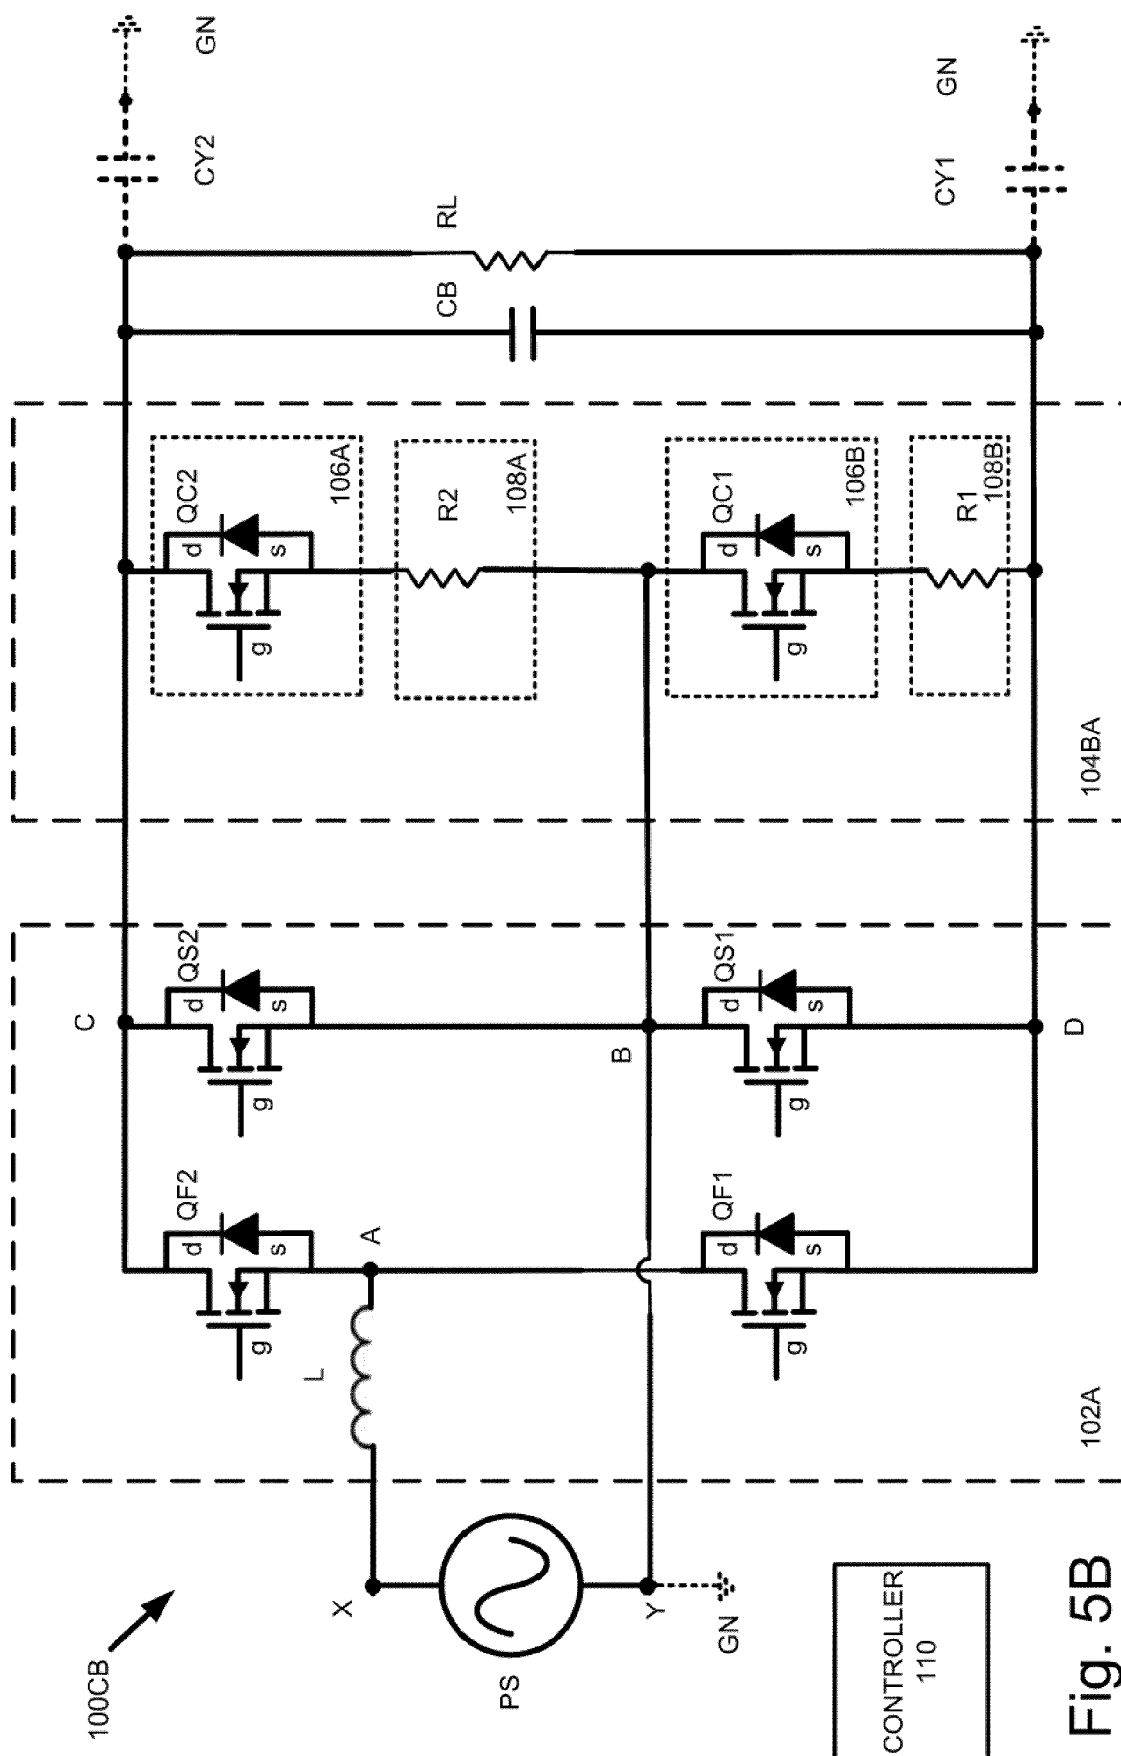 100CB
PS
X
Y
GN
CONTROLLER
110
Fig. 5B
102A
L
A
QF2
d
s
g
QF1
d
s
g
C
QS2
d
s
g
B
QS1
d
s
g
D
104BA
QC2
d
s
g
106A
R2
108A
QC1
d
s
g
106B
R1
108B
CB
RL
CY2
GN
CY1
GN